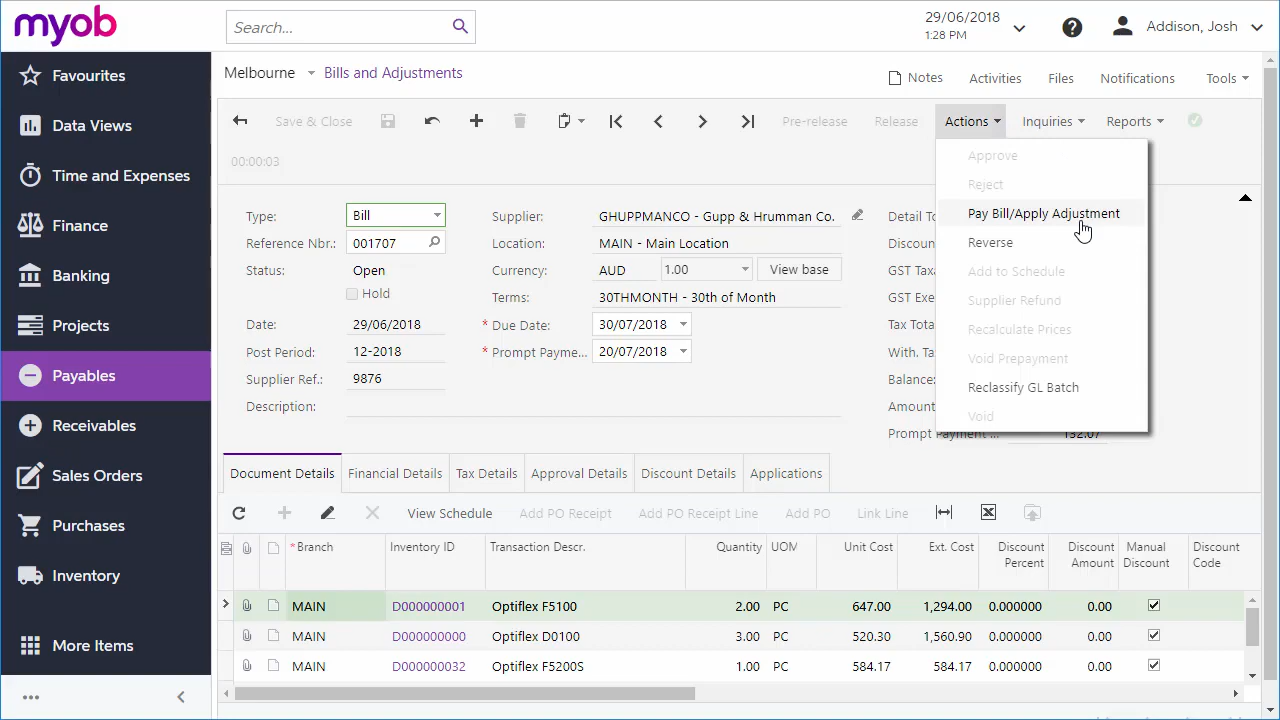 myob
Search...
29/06/2018
1:28 PM
Addison, Josh
Favourites
Data Views
Time and Expenses
Finance
Banking
Projects
Payables
Receivables
Sales Orders
Purchases
Inventory
More Items
Melbourne Bills and Adjustments
Notes Activities Files Notifications Tools
Save & Close Pre-release Release Actions Inquiries Reports
00:00:03
Approve
Reject
Pay Bill/Apply Adjustment
Reverse
Add to Schedule
Supplier Refund
Recalculate Prices
Void Prepayment
Reclassify GL Batch
Void
Type: Bill
Reference Nbr.: 001707
Status: Open
Hold
Date: 29/06/2018
Post Period: 12-2018
Supplier Ref.: 9876
Description:
Supplier: GHUPPMANCO - Gupp & Hrumman Co.
Location: MAIN - Main Location
Currency: AUD 1.00 View base
Terms: 30THMONTH - 30th of Month
* Due Date: 30/07/2018
* Prompt Payme... 20/07/2018
Detail To
Discoun
GST Tax
GST Exe
Tax Tota
With. Ta
Balance:
Amoun
Prompt Payment ... 132.07
Document Details Financial Details Tax Details Approval Details Discount Details Applications
View Schedule Add PO Receipt Add PO Receipt Line Add PO Link Line
*Branch Inventory ID Transaction Descr. Quantity UOM Unit Cost Ext. Cost Discount Percent Discount Amount Manual Discount Discount Code
MAIN D000000001 Optiflex F5100 2.00 PC 647.00 1,294.00 0.000000 0.00
MAIN D000000000 Optiflex D0100 3.00 PC 520.30 1,560.90 0.000000 0.00
MAIN D000000032 Optiflex F5200S 1.00 PC 584.17 584.17 0.000000 0.00